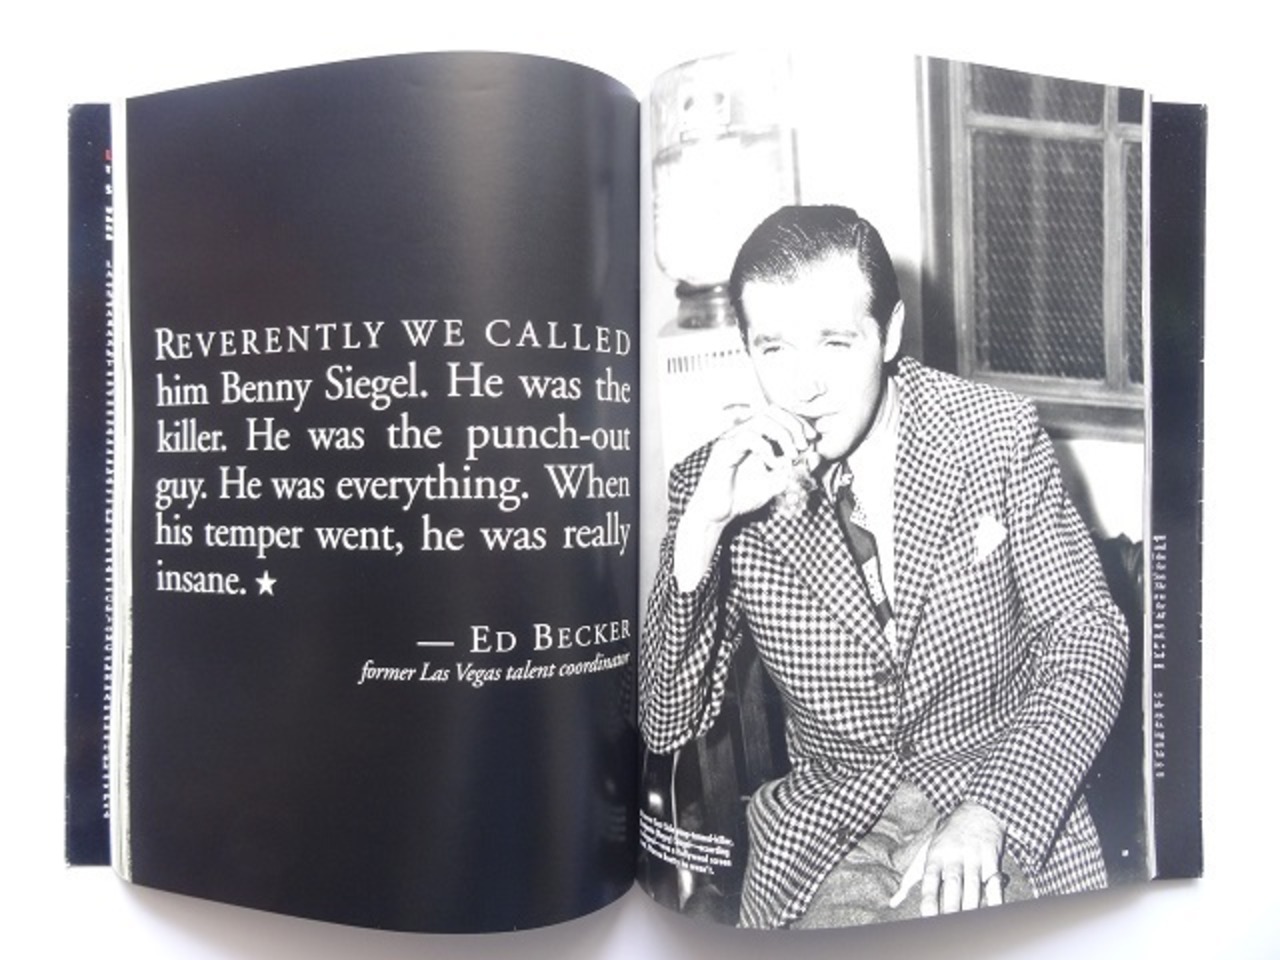 REVERENTLY WE CALLED
him Benny Siegel. He was the
killer. He was the punch-out
guy. He was everything. When
his temper went, he was really
insane. ★
— ED BECKER
former Las Vegas talent coordinator